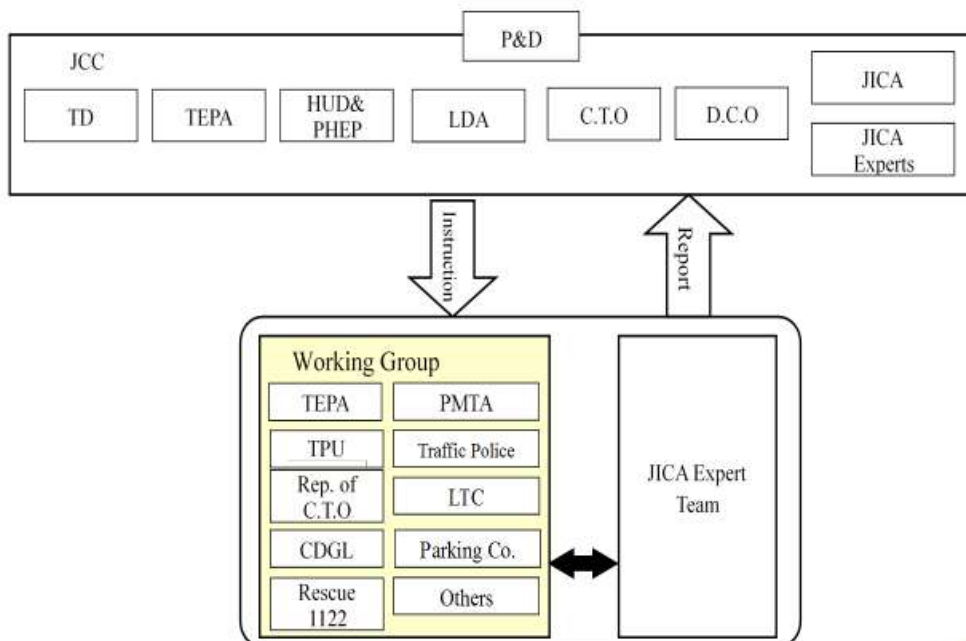 P&D
JCC
TD
TEPA
HUD&
PHEP
LDA
C.T.O
D.C.O
JICA
JICA
Experts
Instruction
Report
Working Group
TEPA
PMTA
TPU
Traffic Police
Rep. of
C.T.O
LTC
CDGL
Parking Co.
Rescue
1122
Others
JICA Expert
Team